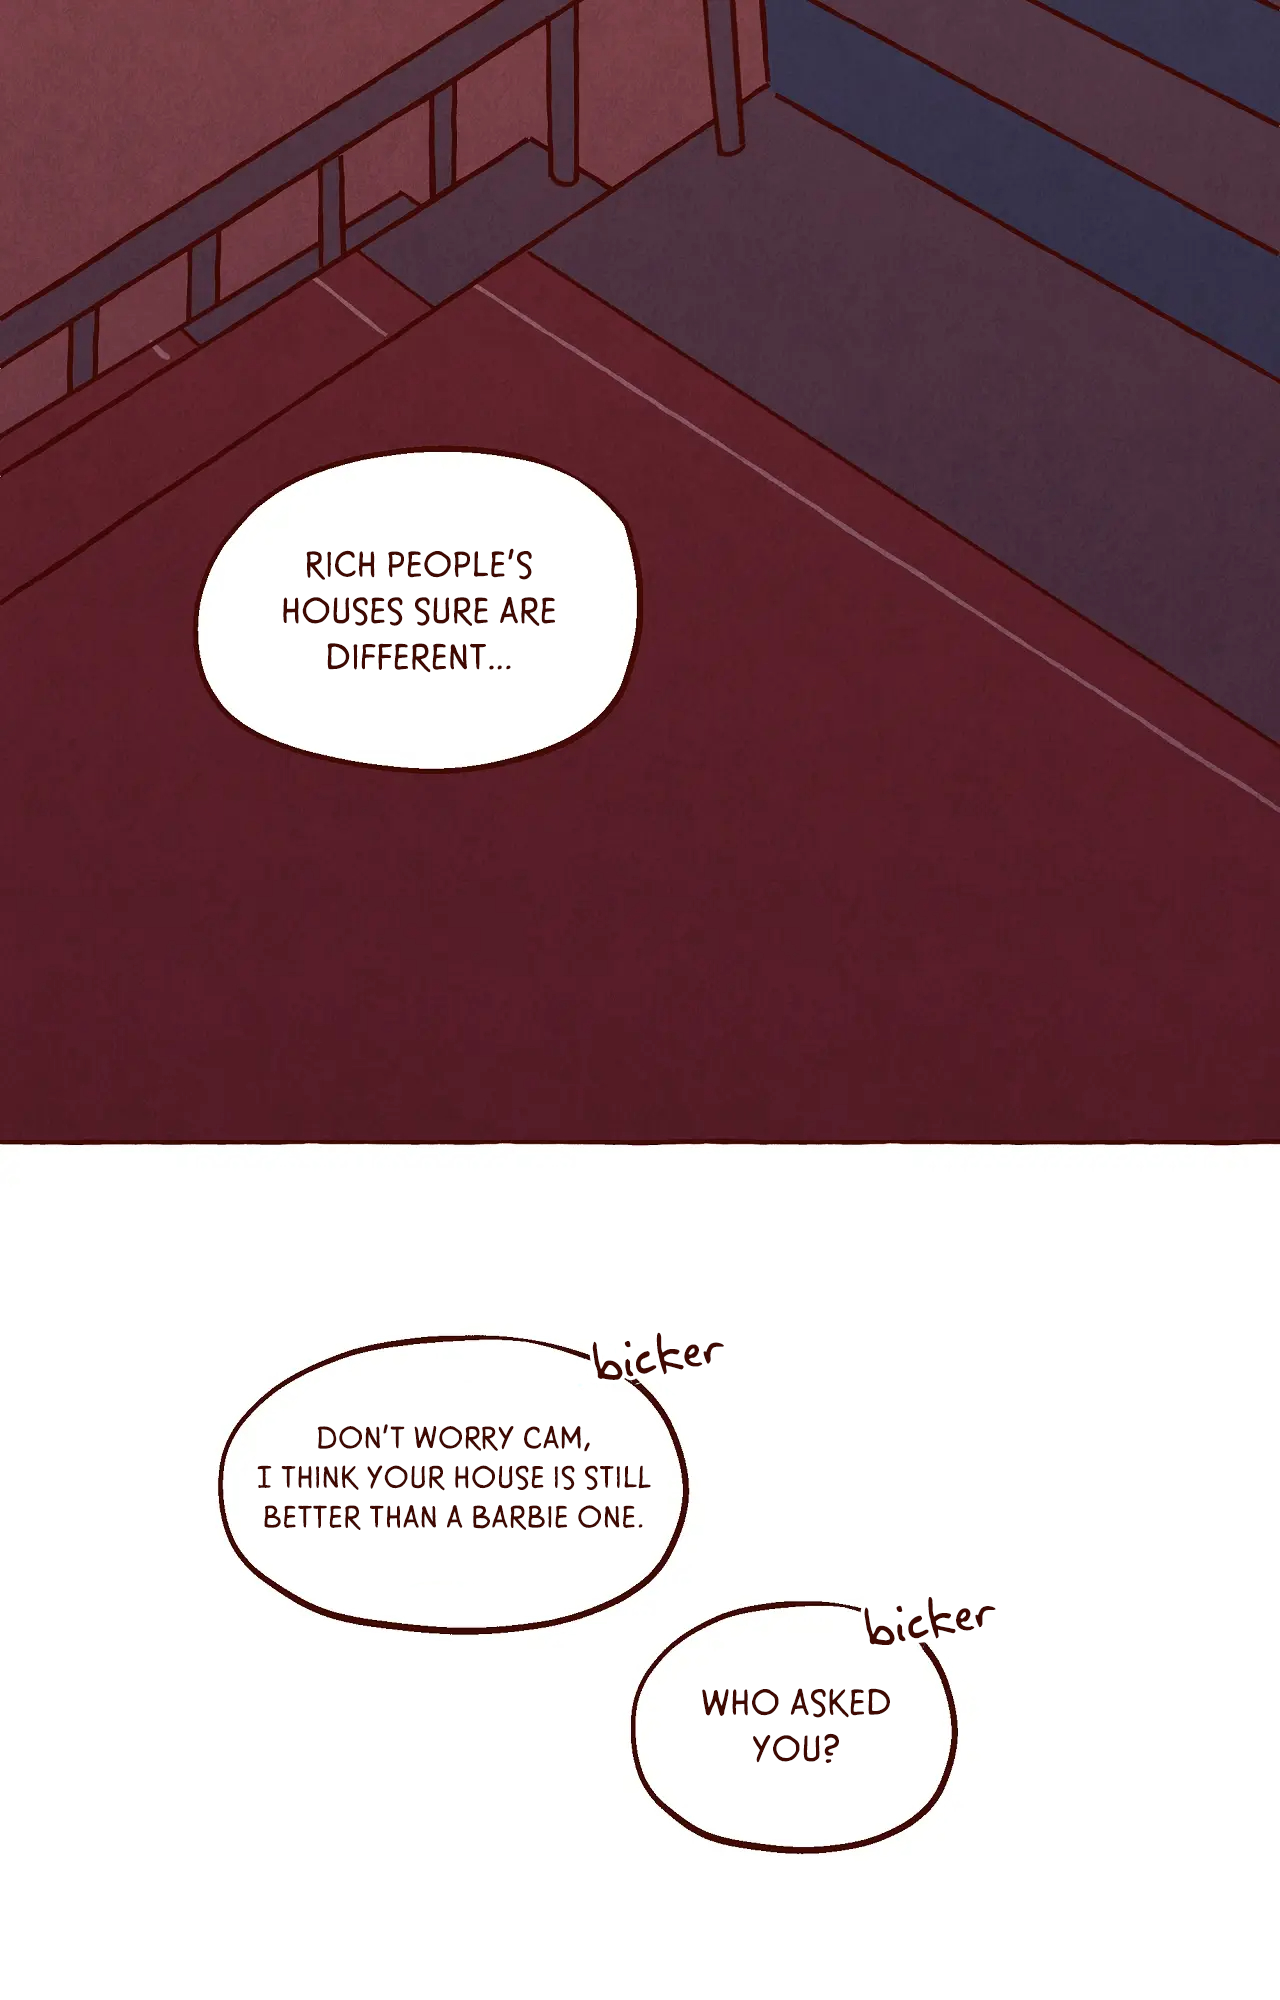 RICH PEOPLE'S
HOUSES SURE ARE
DIFFERENT...
bicker
DON'T WORRY CAM,
I THINK YOUR HOUSE IS STILL
BETTER THAN A BARBIE ONE.
bicker
WHO ASKED
YOU?